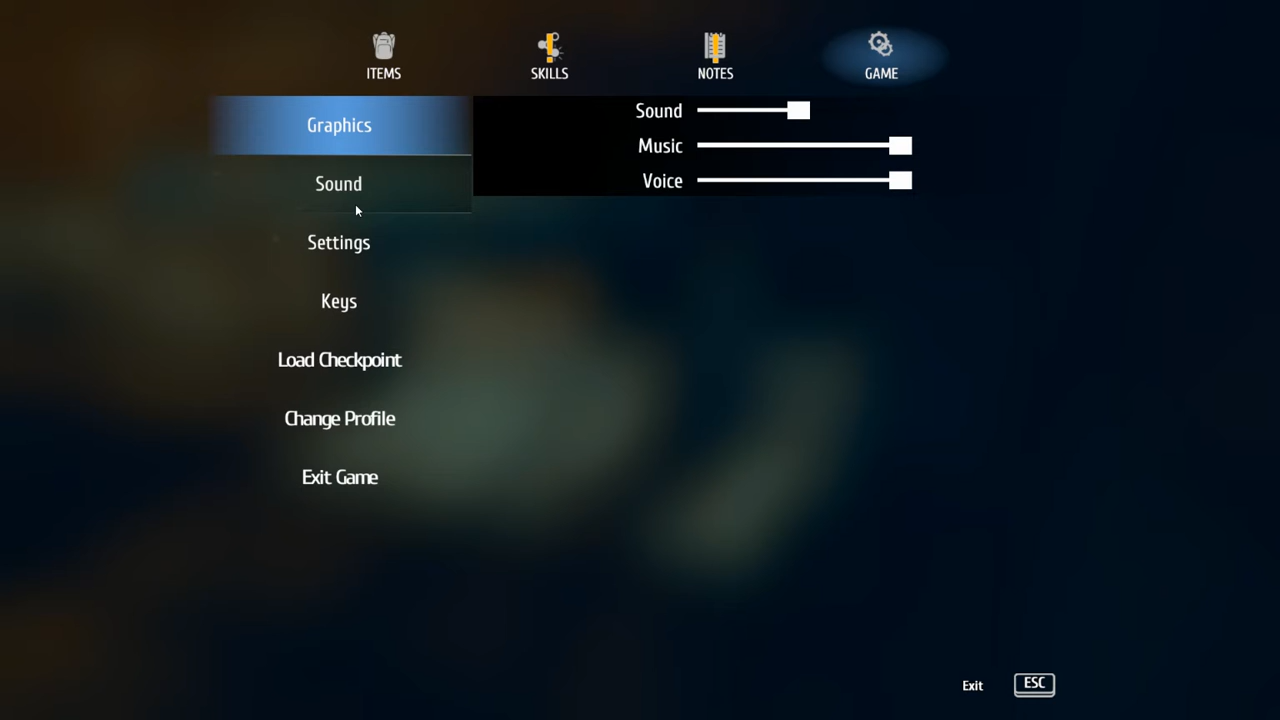 ITEMS SKILLS NOTES GAME
Graphics
Sound
Settings
Keys
Load Checkpoint
Change Profile
Exit Game
Sound
Music
Voice
Exit ESC